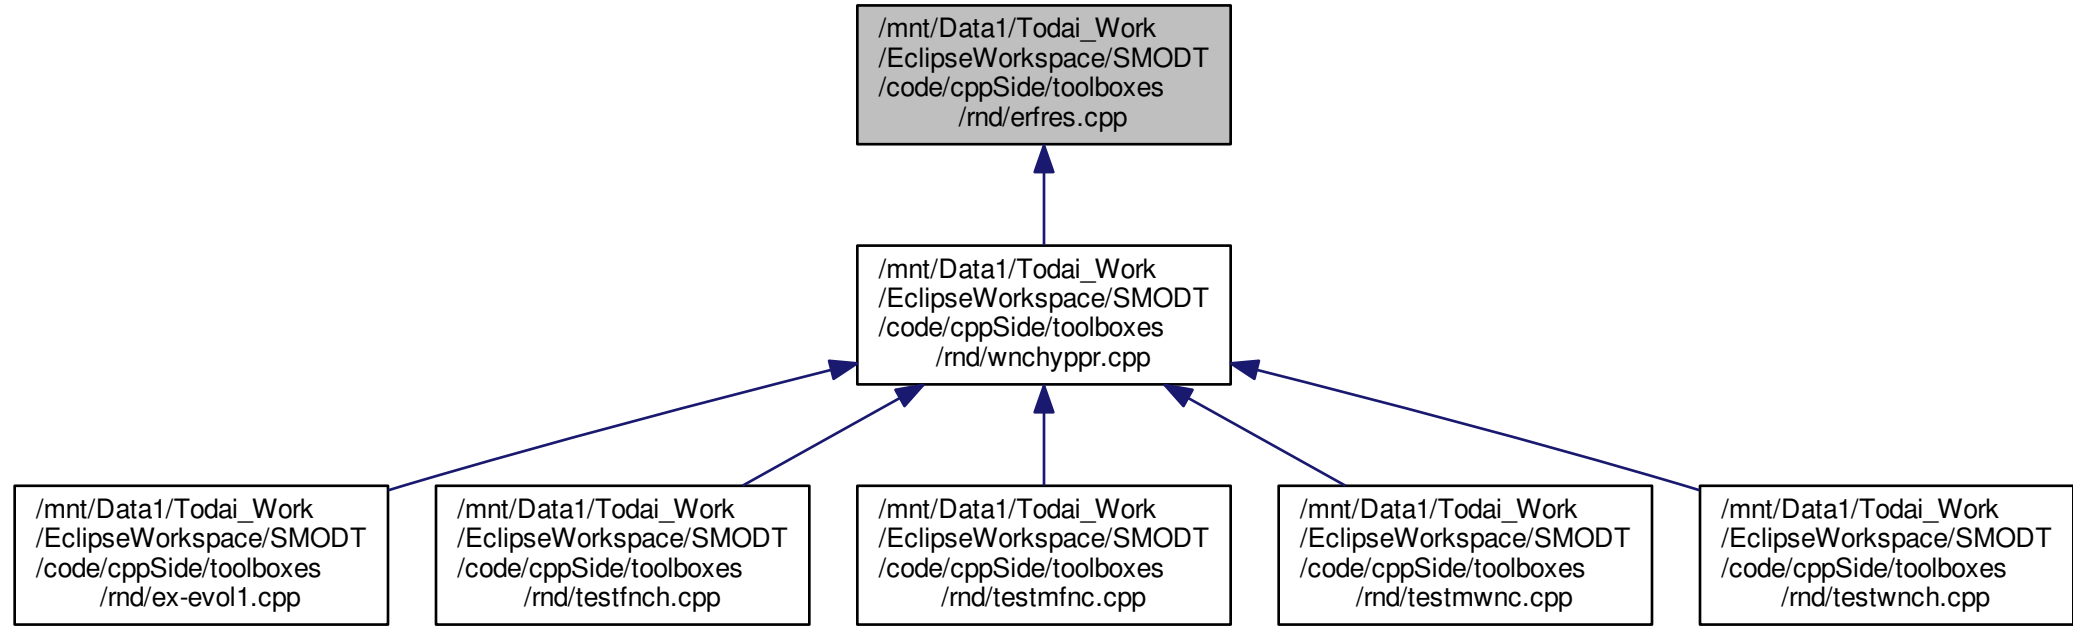 /mnt/Data1/Todai_Work
/EclipseWorkspace/SMODT
/code/cppSide/toolboxes
/rnd/erfres.cpp
/mnt/Data1/Todai_Work
/EclipseWorkspace/SMODT
/code/cppSide/toolboxes
/rnd/wnchyppr.cpp
/mnt/Data1/Todai_Work
/EclipseWorkspace/SMODT
/code/cppSide/toolboxes
/rnd/ex-evol1.cpp
/mnt/Data1/Todai_Work
/EclipseWorkspace/SMODT
/code/cppSide/toolboxes
/rnd/testfnch.cpp
/mnt/Data1/Todai_Work
/EclipseWorkspace/SMODT
/code/cppSide/toolboxes
/rnd/testmfnc.cpp
/mnt/Data1/Todai_Work
/EclipseWorkspace/SMODT
/code/cppSide/toolboxes
/rnd/testmwnc.cpp
/mnt/Data1/Todai_Work
/EclipseWorkspace/SMODT
/code/cppSide/toolboxes
/rnd/testwnch.cpp